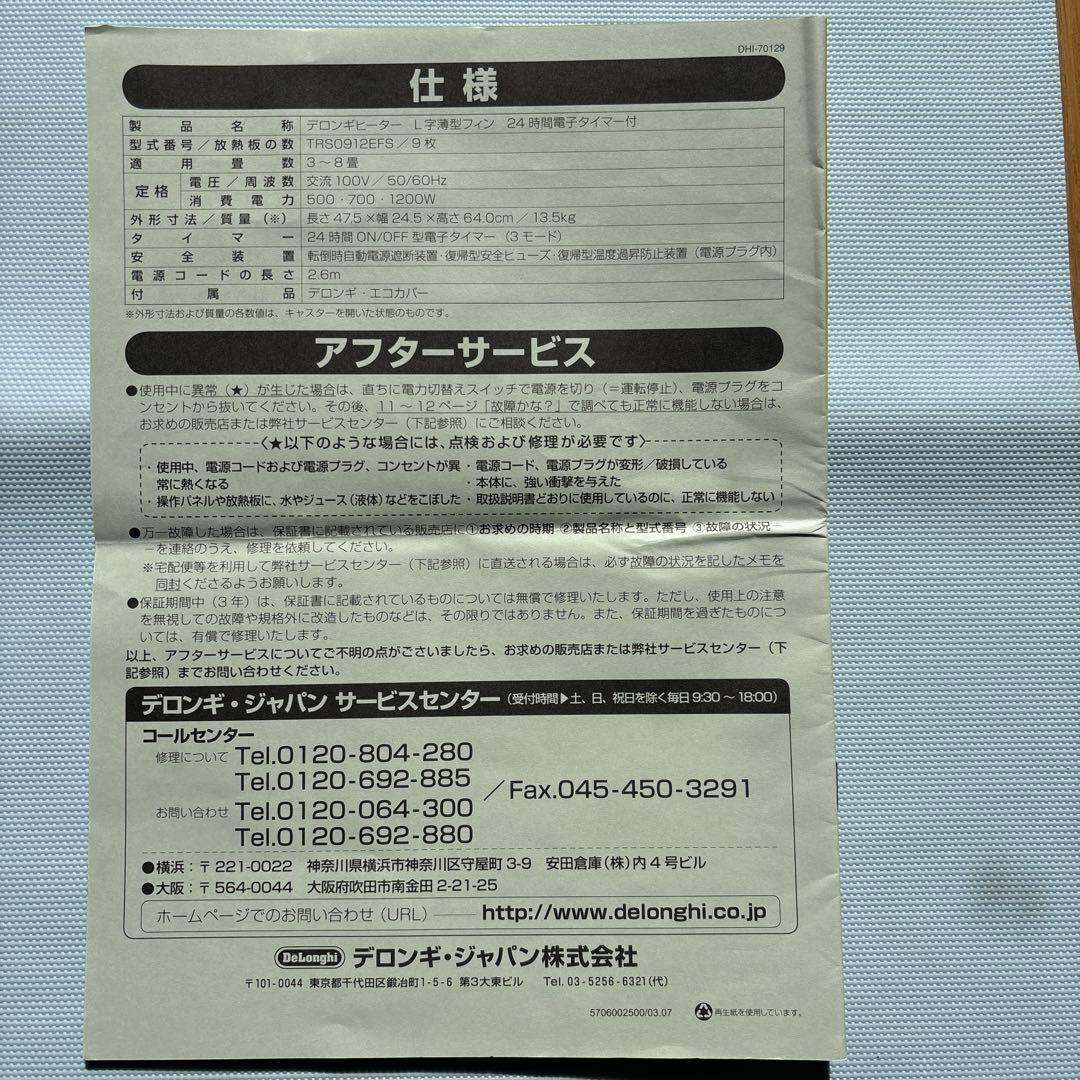 DHI-70129
仕様
製品名称 デロンギヒーター L字薄型フィン 24時間電子タイマー付
型式番号／放熱板の数 TRS0912EFS／9枚
適用畳数 3～8畳
定格 電圧／周波数 交流100V／50/60Hz
消費電力 500・700・1200W
外形寸法／質量（※） 長さ47.5×幅24.5×高さ64.0cm／13.5kg
タイマー 24時間ON/OFF型電子タイマー（3モード）
安全装置 転倒時自動電源遮断装置・復帰型安全ヒューズ・復帰型温度過昇防止装置（電源プラグ内）
電源コードの長さ 2.6m
付属品 デロンギ・エコカバー
※外形寸法および質量の各数値は、キャスターを開いた状態のものです。
アフターサービス
●使用中に異常（★）が生じた場合は、直ちに電力切替えスイッチで電源を切り（＝運転停止）、電源プラグをコ
ンセントから抜いてください。その後、11～12ページ「故障かな？」で調べても正常に機能しない場合は、
お求めの販売店または弊社サービスセンター（下記参照）にご相談ください。
〈★以下のような場合には、点検および修理が必要です〉
・使用中、電源コードおよび電源プラグ、コンセントが異常に熱くなる
・操作パネルや放熱板に、水やジュース（液体）などをこぼした
・電源コード、電源プラグが変形／破損している
・本体に、強い衝撃を与えた
・取扱説明書どおりに使用しているのに、正常に機能しない
●万一故障した場合は、保証書に記載されている販売店に①お求めの時期 ②製品名称と型式番号 ③故障の状況
を連絡のうえ、修理を依頼してください。
※宅配便等を利用して弊社サービスセンター（下記参照）に直送される場合は、必ず故障の状況を記したメモを
同封くださるようお願いします。
●保証期間中（3年）は、保証書に記載されているものについては無償で修理いたします。ただし、使用上の注意
を無視しての故障や規格外に改造したものなどは、その限りではありません。また、保証期間を過ぎたものにつ
いては、有償で修理いたします。
以上、アフターサービスについてご不明の点がございましたら、お求めの販売店または弊社サービスセンター（下
記参照）までお問い合わせください。
デロンギ・ジャパン サービスセンター（受付時間▶土、日、祝日を除く毎日9:30～18:00）
コールセンター
修理について Tel.0120-804-280
Tel.0120-692-885
／Fax.045-450-3291
お問い合わせ Tel.0120-064-300
Tel.0120-692-880
●横浜：〒221-0022 神奈川県横浜市神奈川区守屋町3-9 安田倉庫（株）内4号ビル
●大阪：〒564-0044 大阪府吹田市南金田2-21-25
ホームページでのお問い合わせ（URL） http://www.delonghi.co.jp
DeLonghi デロンギ・ジャパン株式会社
〒101-0044 東京都千代田区鍛冶町1-5-6 第3大東ビル Tel. 03-5256-6321（代）
5706002500/03.07 再生紙を使用しています。